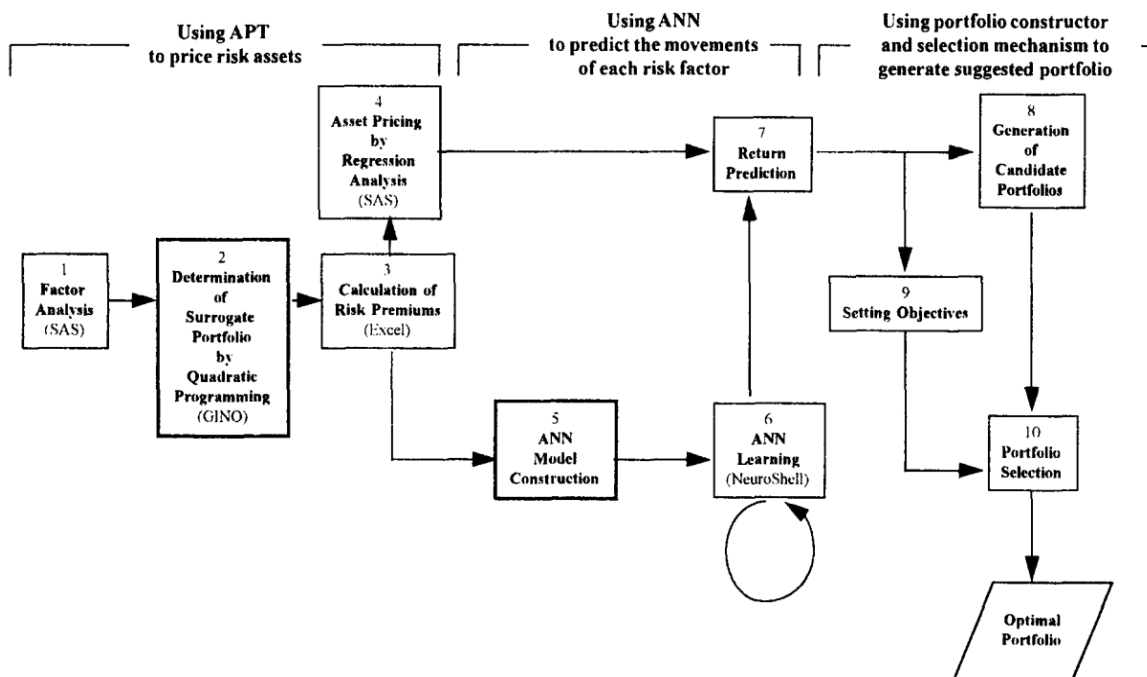 Using APT
to price risk assets
Using ANN
to predict the movements
of each risk factor
Using portfolio constructor
and selection mechanism to
generate suggested portfolio
4
Asset Pricing
by
Regression
Analysis
(SAS)
7
Return
Prediction
8
Generation
of
Candidate
Portfolios
1
Factor
Analysis
(SAS)
2
Determination
of
Surrogate
Portfolio
by
Quadratic
Programming
(GINO)
3
Calculation of
Risk Premiums
(Excel)
9
Setting Objectives
5
ANN
Model
Construction
6
ANN
Learning
(NeuroShell)
10
Portfolio
Selection
Optimal
Portfolio